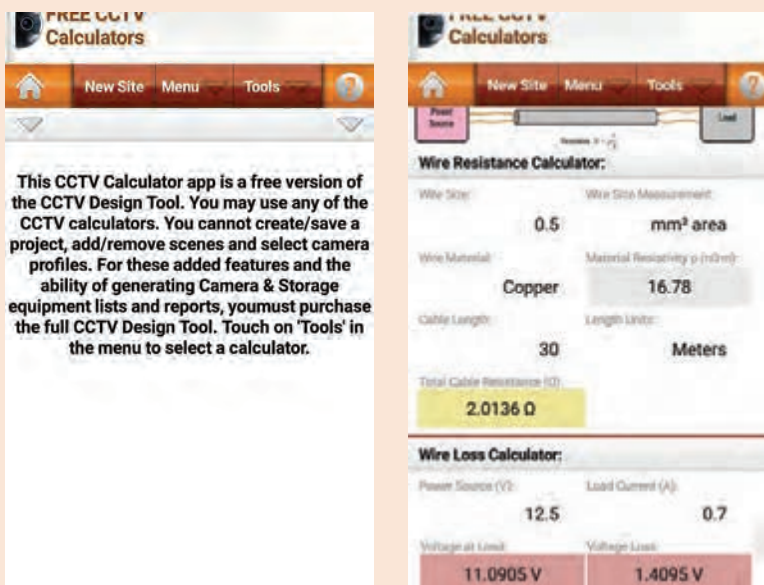 FREE CCTV
Calculators
New Site Menu Tools ?
This CCTV Calculator app is a free version of
the CCTV Design Tool. You may use any of the
CCTV calculators. You cannot create/save a
project, add/remove scenes and select camera
profiles. For these added features and the
ability of generating Camera & Storage
equipment lists and reports, youmust purchase
the full CCTV Design Tool. Touch on 'Tools' in
the menu to select a calculator.
FREE CCTV
Calculators
New Site Menu Tools ?
Power
Source
Load
Wire Resistance Calculator:
Wire Size: Wire Size Measurement:
0.5 mm² area
Wire Material: Material Resistivity ρ (nΩm):
Copper 16.78
Cable Length: Length Units:
30 Meters
Total Cable Resistance (Ω):
2.0136 Ω
Wire Loss Calculator:
Power Source (V): Load Current (A):
12.5 0.7
Voltage at Load: Voltage Loss:
11.0905 V 1.4095 V